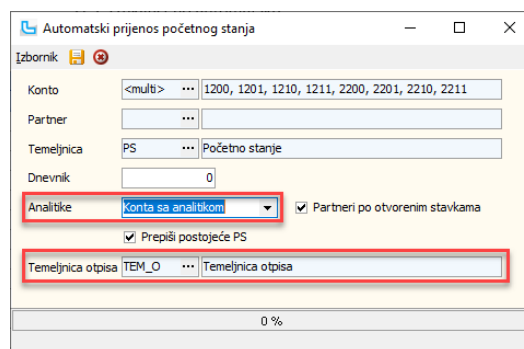 Automatski prijenos početnog stanja
Izbornik
Konto <multi> ... 1200, 1201, 1210, 1211, 2200, 2201, 2210, 2211
Partner ...
Temeljnica PS ... Početno stanje
Dnevnik 0
Analitike Konta sa analitikom Partneri po otvorenim stavkama
Prepiši postojeće PS
Temeljnica otpisa TEM_O ... Temeljnica otpisa
0 %